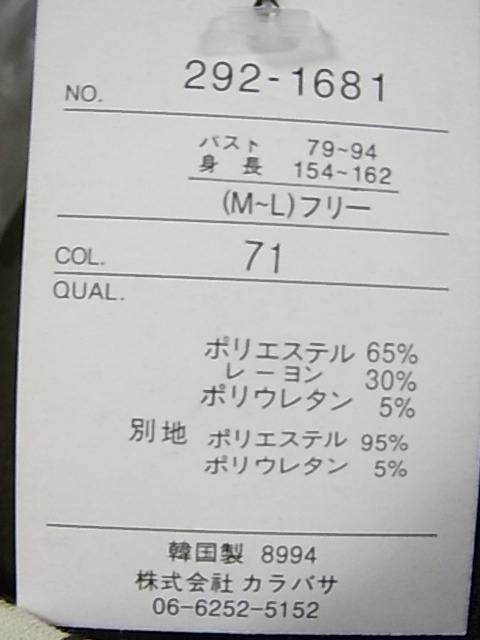 NO. 292-1681
バスト 79~94
身長 154~162
(M~L)フリー
COL. 71
QUAL.
ポリエステル 65%
レーヨン 30%
ポリウレタン 5%
別地 ポリエステル 95%
ポリウレタン 5%
韓国製 8994
株式会社 カラバサ
06-6252-5152